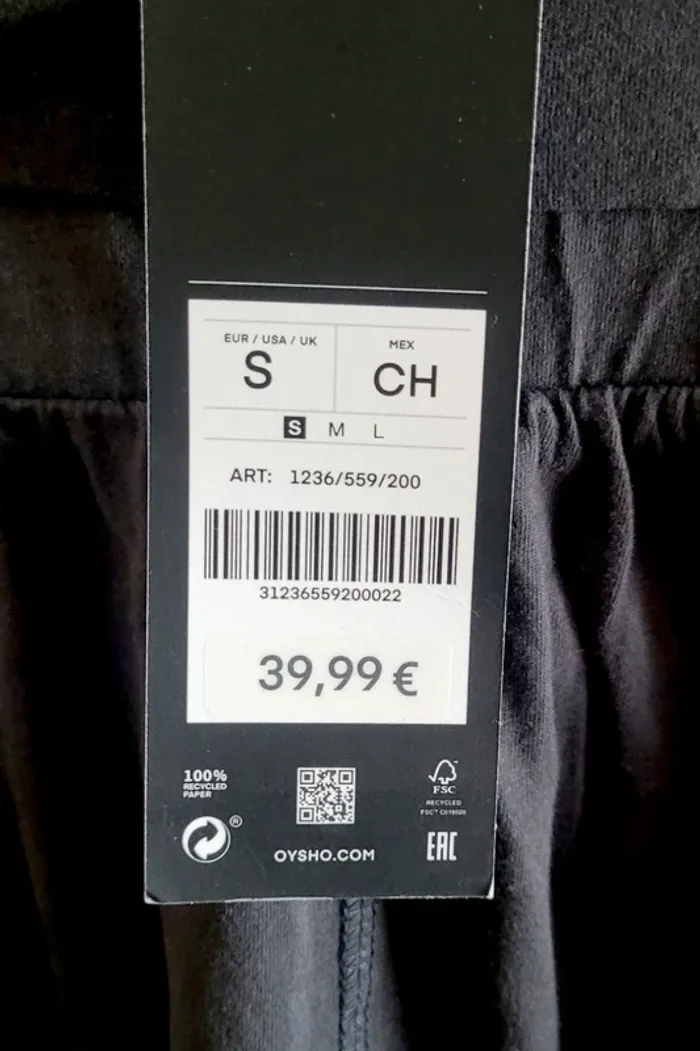 EUR / USA / UK
S
MEX
CH
S M L
ART: 1236/559/200
31236559200022
39,99 €
100%
RECYCLED
PAPER
®
OYSHO.COM
FSC
RECYCLED
EAC